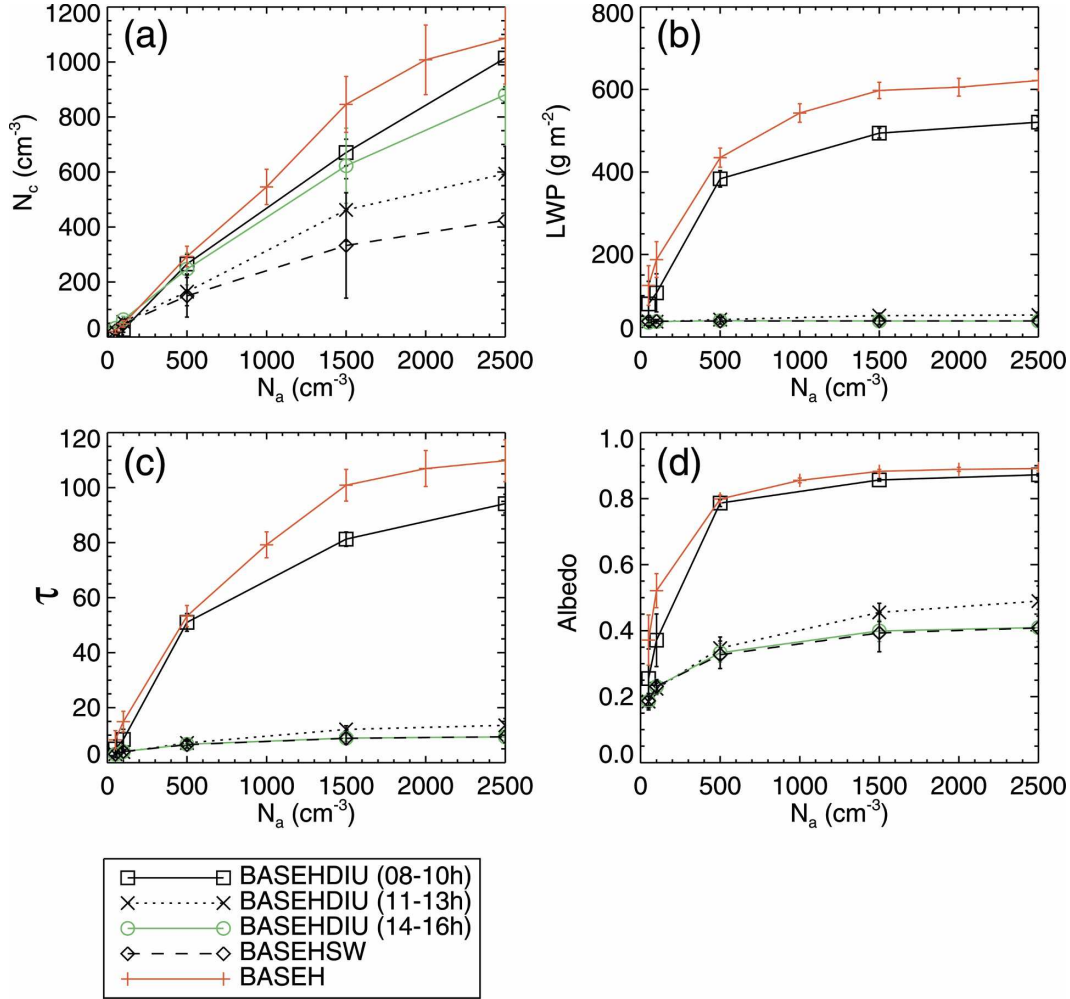 (a)
1200
1000
800
600
400
200
0
N_c (cm⁻³)
0 500 1000 1500 2000 2500
N_a (cm⁻³)
(b)
800
600
400
200
0
LWP (g m⁻²)
0 500 1000 1500 2000 2500
N_a (cm⁻³)
(c)
120
100
80
60
40
20
0
τ
0 500 1000 1500 2000 2500
N_a (cm⁻³)
(d)
1.0
0.8
0.6
0.4
0.2
0.0
Albedo
0 500 1000 1500 2000 2500
N_a (cm⁻³)
BASEHDIU (08-10h)
BASEHDIU (11-13h)
BASEHDIU (14-16h)
BASEHSW
BASEH